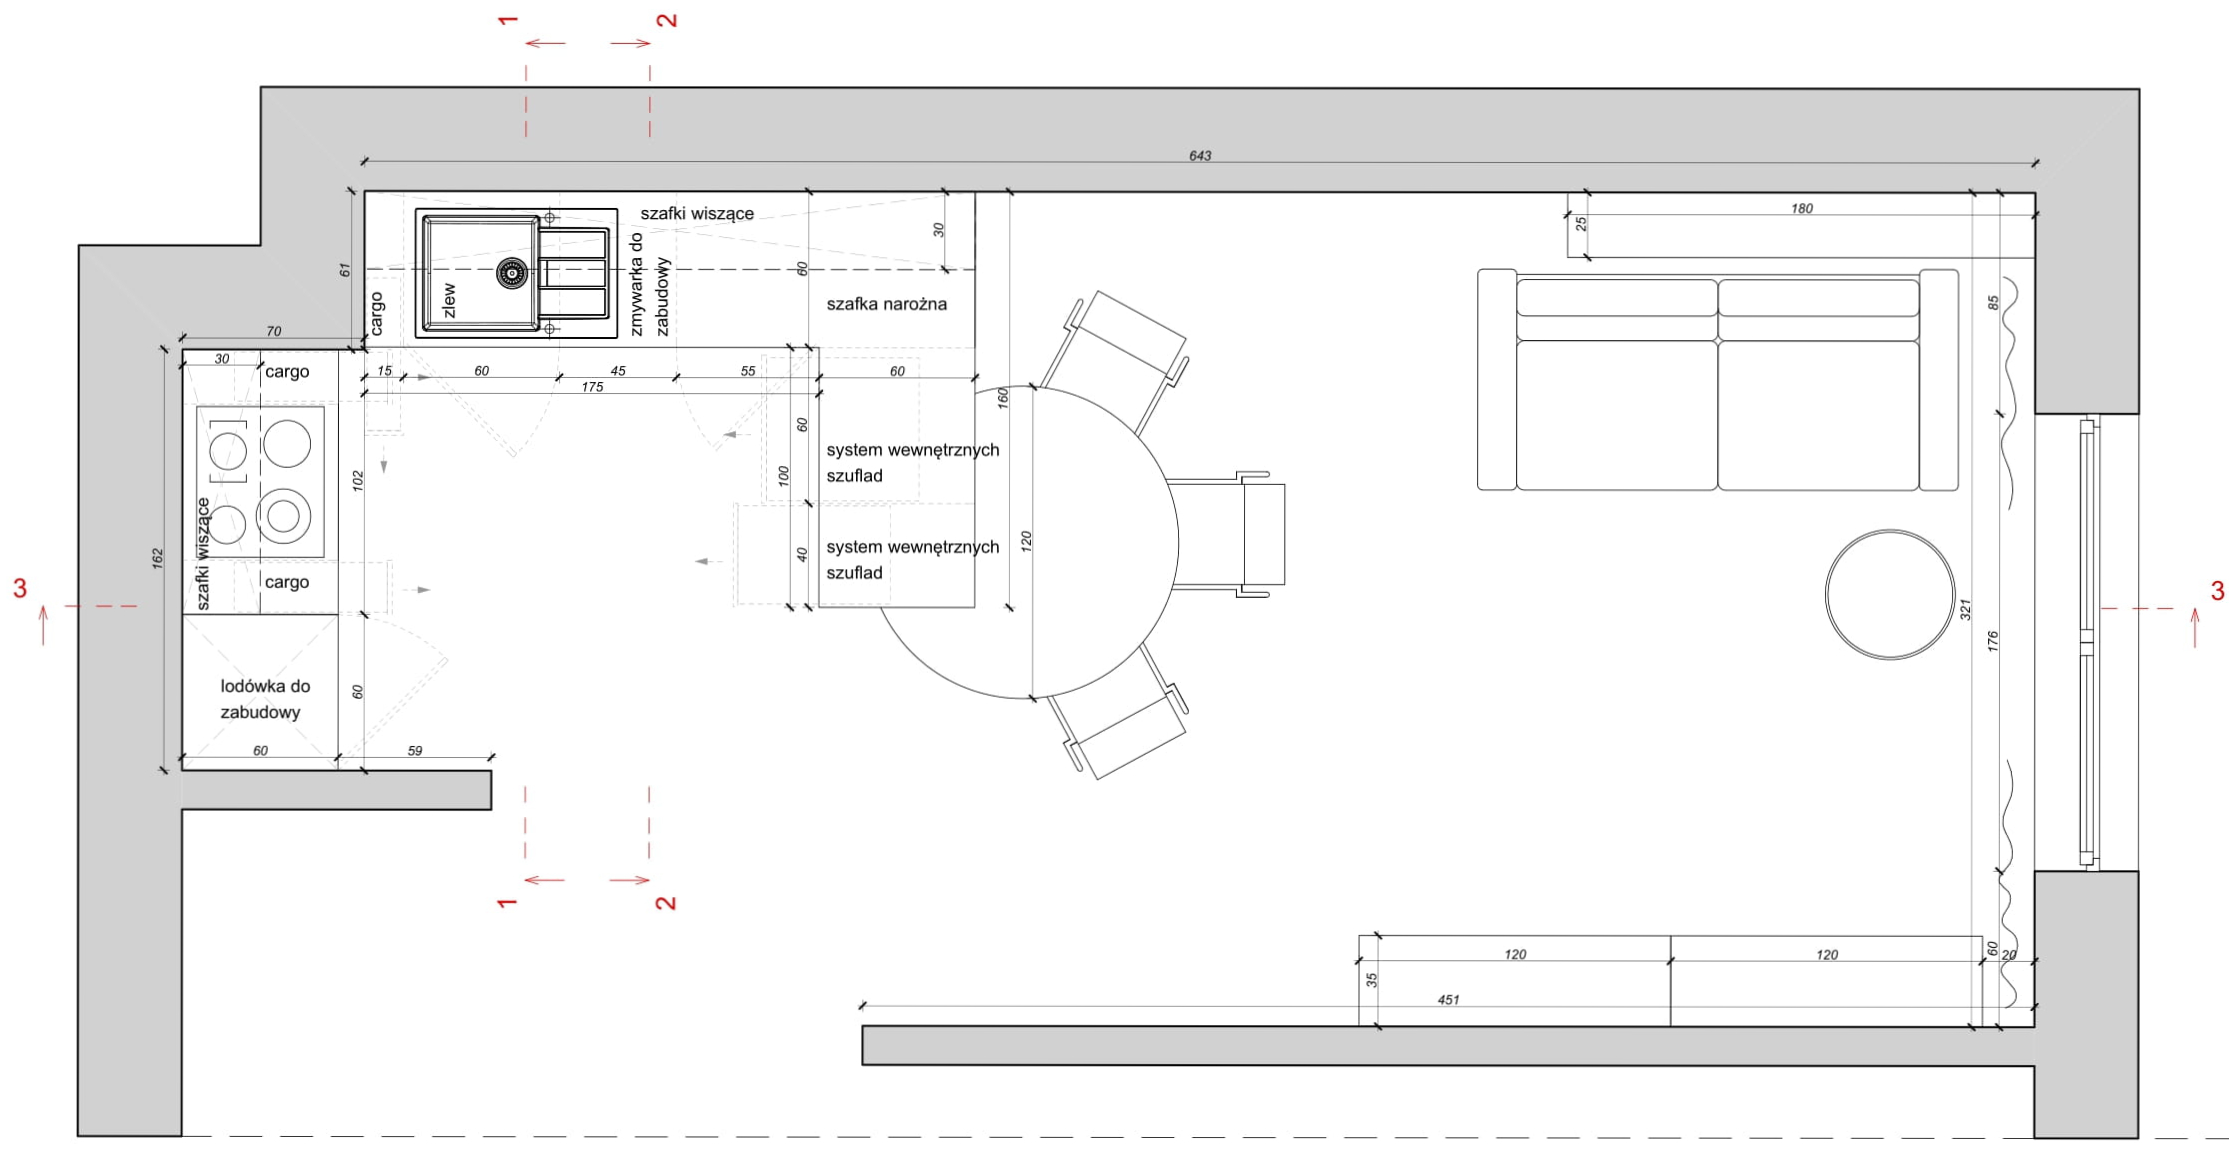 1
2
643
szafki wiszące
180
25
30
61
60
zmywarka do
zabudowy
zlew
cargo
szafka narożna
85
70
30
cargo
15
60
45
55
60
175
160
60
system wewnętrznych
szuflad
100
102
szafki wiszące
162
120
40
system wewnętrznych
szuflad
cargo
3
3
321
176
lodówka do
zabudowy
60
60
59
1
2
120
120
60
20
35
451